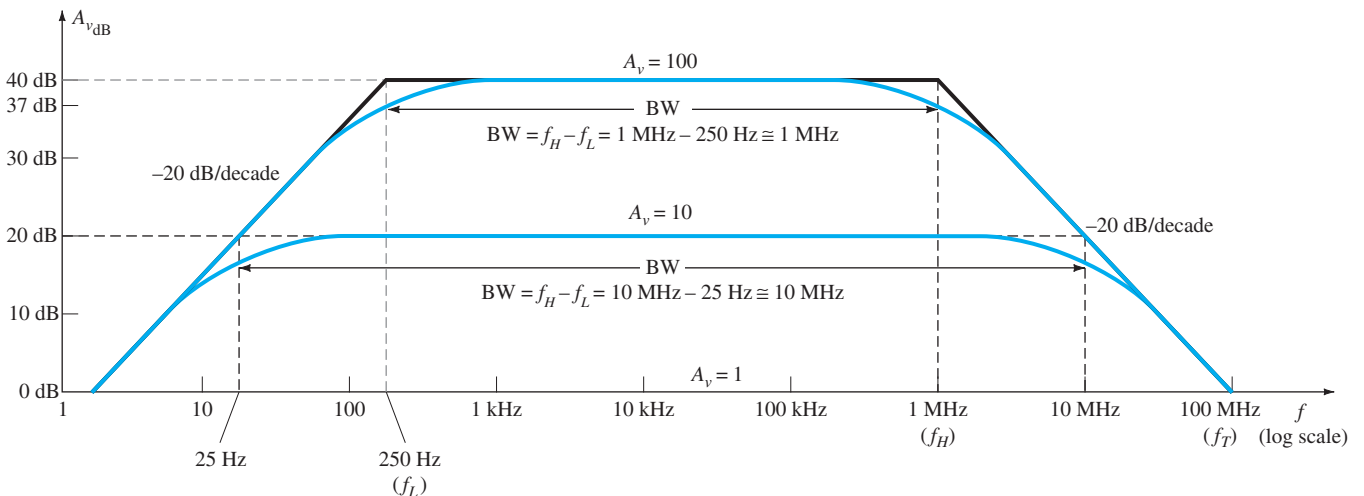 A_v_dB
40 dB
A_v = 100
37 dB
BW
BW = f_H – f_L = 1 MHz – 250 Hz ≅ 1 MHz
30 dB
–20 dB/decade
A_v = 10
20 dB
–20 dB/decade
BW
BW = f_H – f_L = 10 MHz – 25 Hz ≅ 10 MHz
10 dB
A_v = 1
0 dB
1 10 100 1 kHz 10 kHz 100 kHz 1 MHz 10 MHz 100 MHz f
(f_H) (f_T) (log scale)
25 Hz 250 Hz
(f_L)